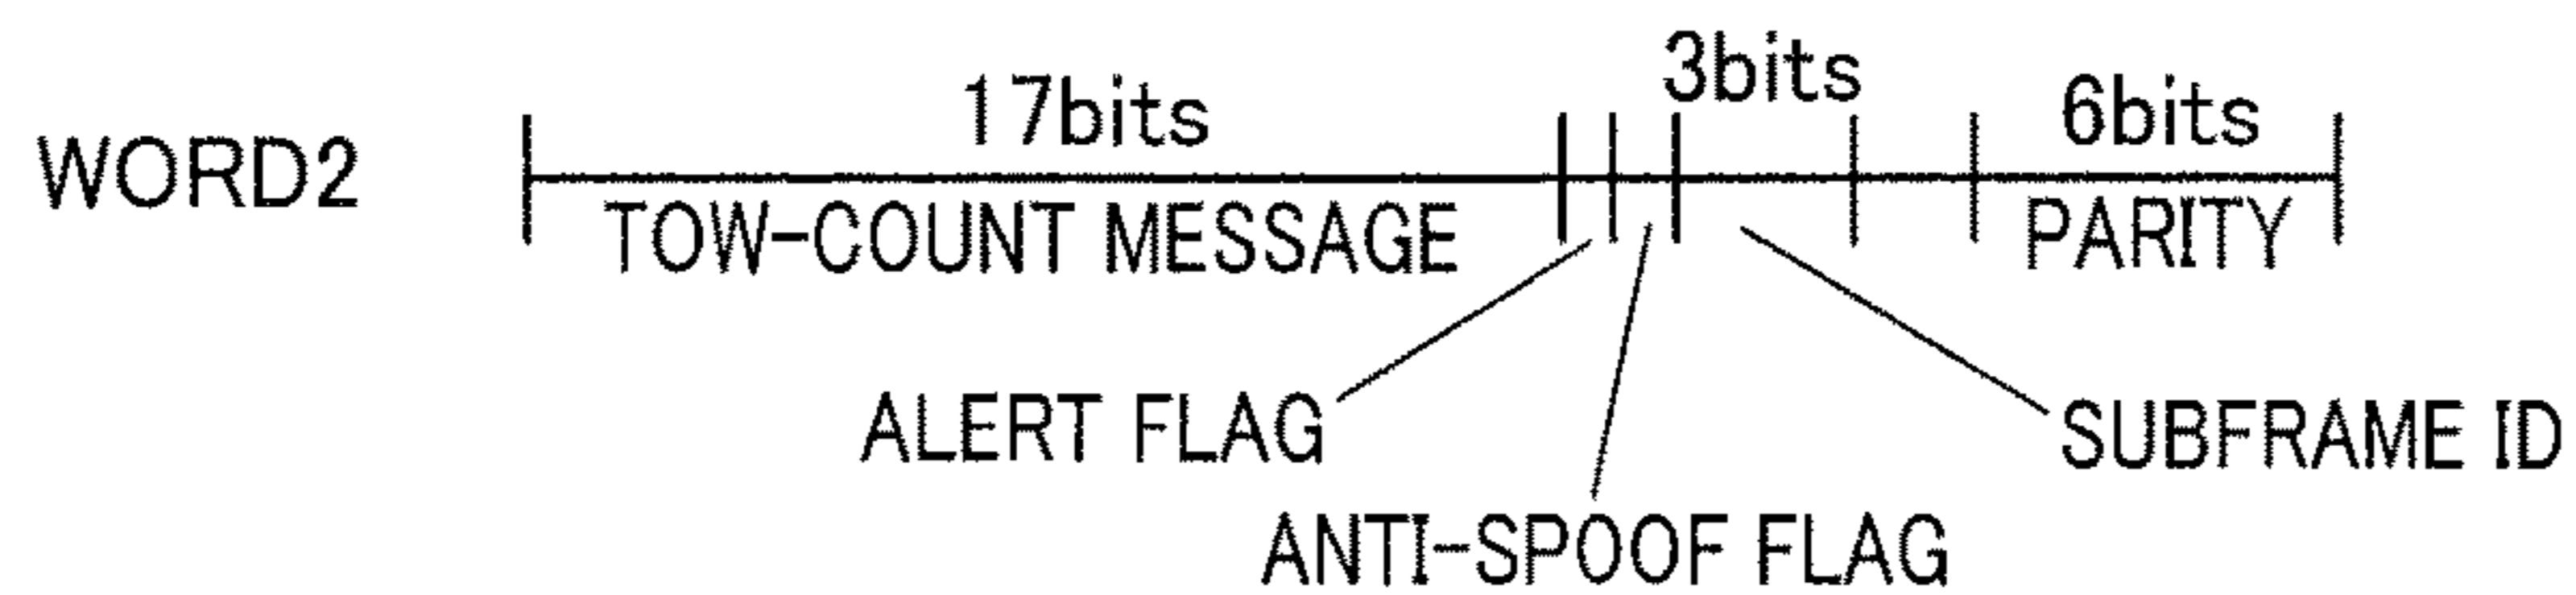 WORD2
17bits
3bits
6bits
TOW-COUNT MESSAGE
PARITY
ALERT FLAG
SUBFRAME ID
ANTI-SPOOF FLAG